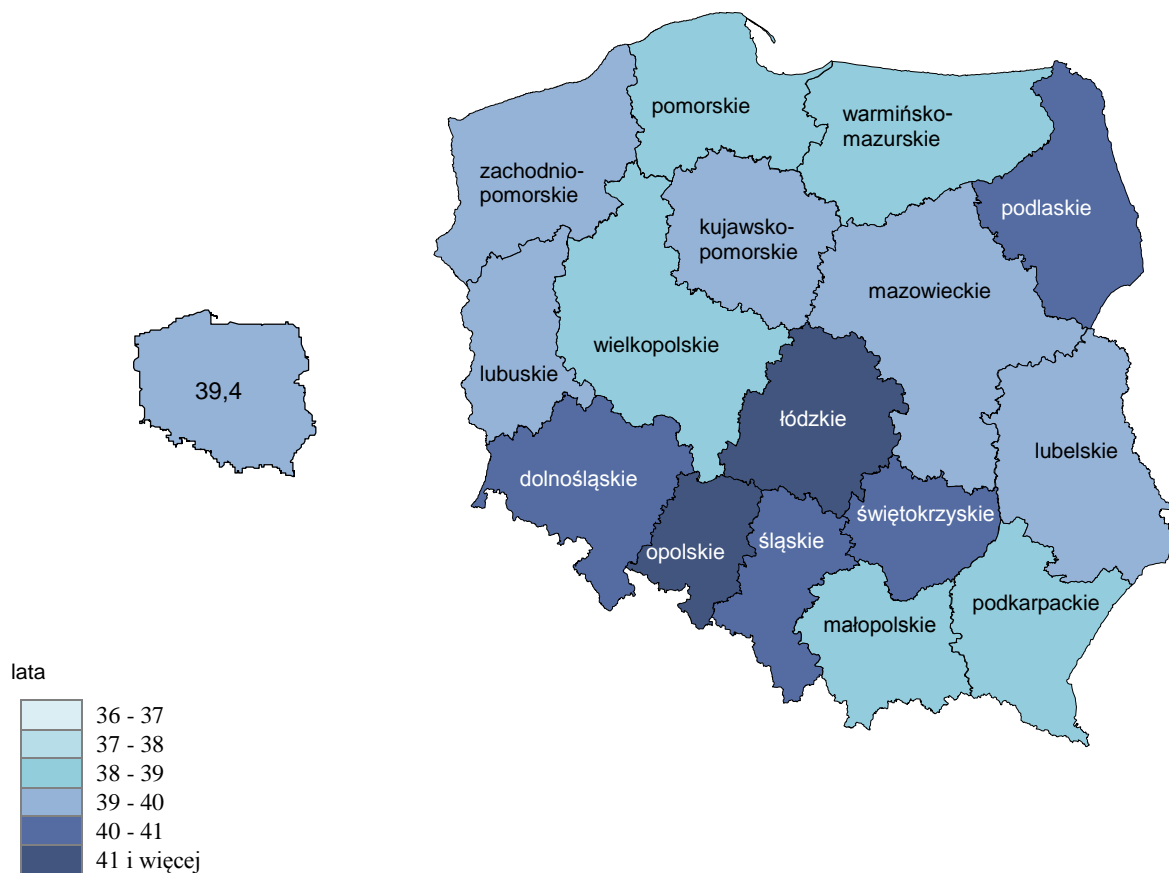 pomorskie
warmińsko-
mazurskie
zachodnio-
pomorskie
podlaskie
kujawsko-
pomorskie
mazowieckie
wielkopolskie
lubuskie
39,4
łódzkie
lubelskie
dolnośląskie
świętokrzyskie
opolskie
śląskie
podkarpackie
małopolskie
lata
36 - 37
37 - 38
38 - 39
39 - 40
40 - 41
41 i więcej